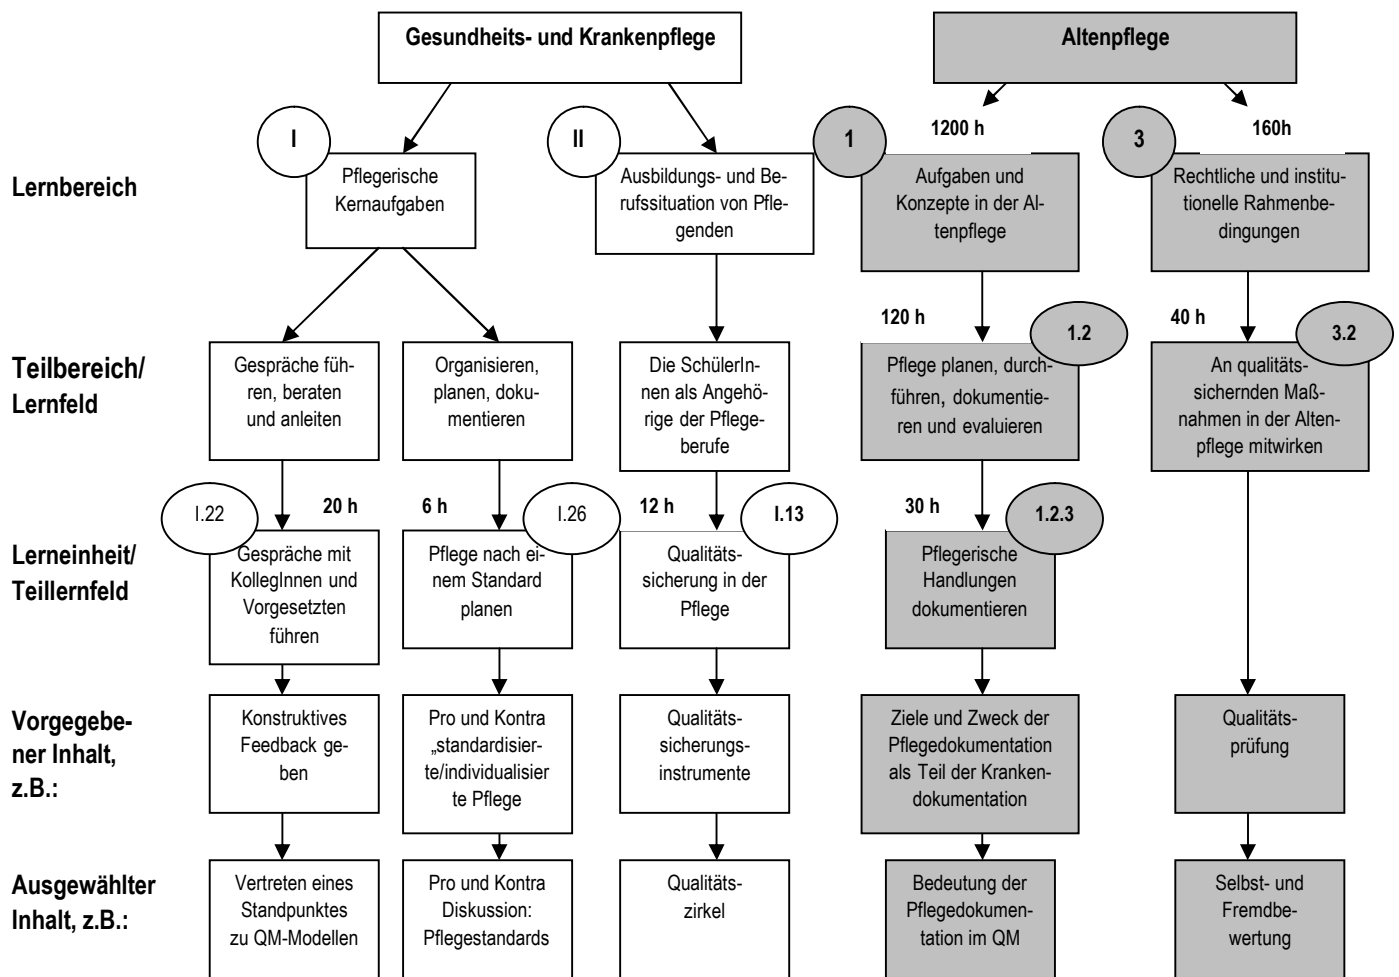 Gesundheits- und Krankenpflege
Altenpflege
I
II
1
1200 h
3
160h
Lernbereich
Pflegerische
Kernaufgaben
Ausbildungs- und Be-
rufssituation von Pfle-
genden
Aufgaben und
Konzepte in der Al-
tenpflege
Rechtliche und institu-
tionelle Rahmenbe-
dingungen
120 h
1.2
40 h
3.2
Teilbereich/
Lernfeld
Gespräche füh-
ren, beraten
und anleiten
Organisieren,
planen, doku-
mentieren
Die SchülerIn-
nen als Angehö-
rige der Pflege-
berufe
Pflege planen, durch-
führen, dokumentie-
ren und evaluieren
An qualitäts-
sichernden Maß-
nahmen in der Alten-
pflege mitwirken
I.22
20 h
6 h
I.26
12 h
I.13
30 h
1.2.3
Lerneinheit/
Teillernfeld
Gespräche mit
KollegInnen und
Vorgesetzten
führen
Pflege nach ei-
nem Standard
planen
Qualitäts-
sicherung in der
Pflege
Pflegerische
Handlungen
dokumentieren
Vorgegebe-
ner Inhalt,
z.B.:
Konstruktives
Feedback ge-
ben
Pro und Kontra
„standardisier-
te/individualisier
te Pflege
Qualitäts-
sicherungs-
instrumente
Ziele und Zweck der
Pflegedokumentation
als Teil der Kranken-
dokumentation
Qualitäts-
prüfung
Ausgewählter
Inhalt, z.B.:
Vertreten eines
Standpunktes
zu QM-Modellen
Pro und Kontra
Diskussion:
Pflegestandards
Qualitäts-
zirkel
Bedeutung der
Pflegedokumen-
tation im QM
Selbst- und
Fremdbe-
wertung